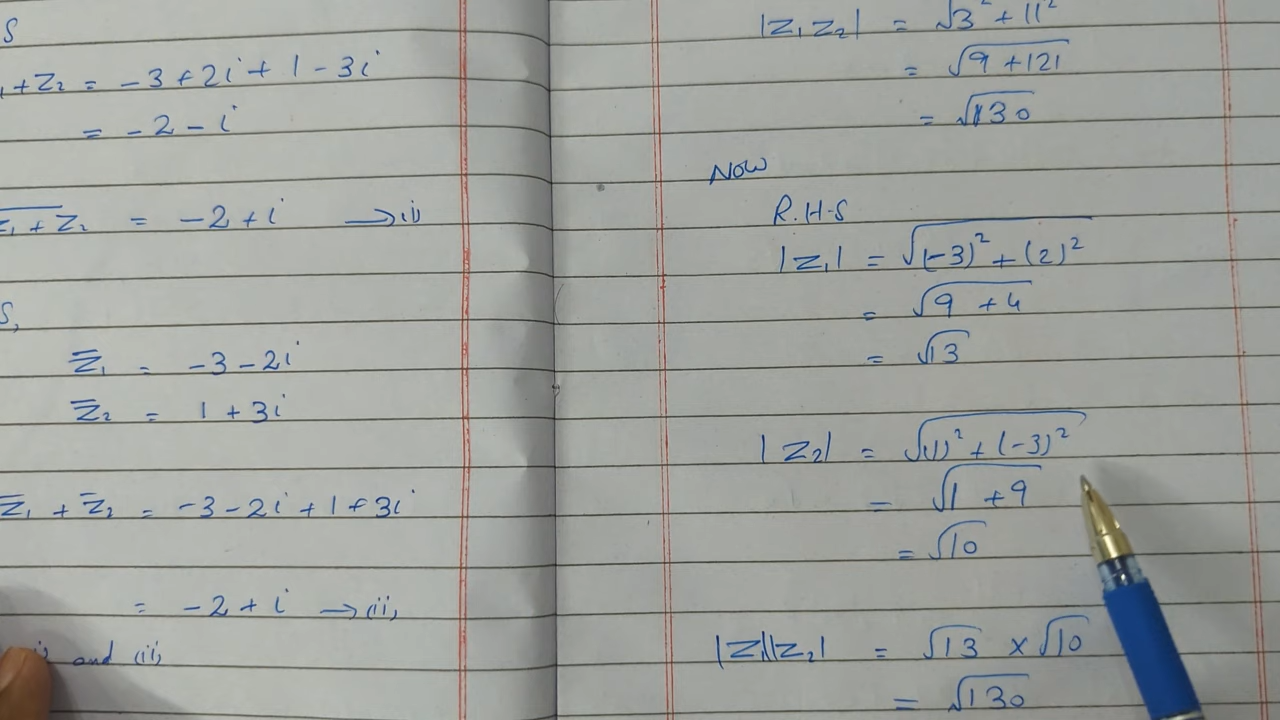 S
₁+Z₂ = -3+2i+1-3i
= -2-i
\overline{Z₁+Z₂} = -2+i →(i)
S,
Z̄₁ = -3-2i
Z̄₂ = 1+3i
Z̄₁+Z̄₂ = -3-2i+1+3i
= -2+i →(ii)
and (ii)
|Z₁Z₂| = √3²+11²
= √9+121
= √130
Now
R.H.S
|Z₁| = √(-3)²+(2)²
= √9+4
= √13
|Z₂| = √(1)²+(-3)²
= √1+9
= √10
|Z₁||Z₂| = √13 × √10
= √130